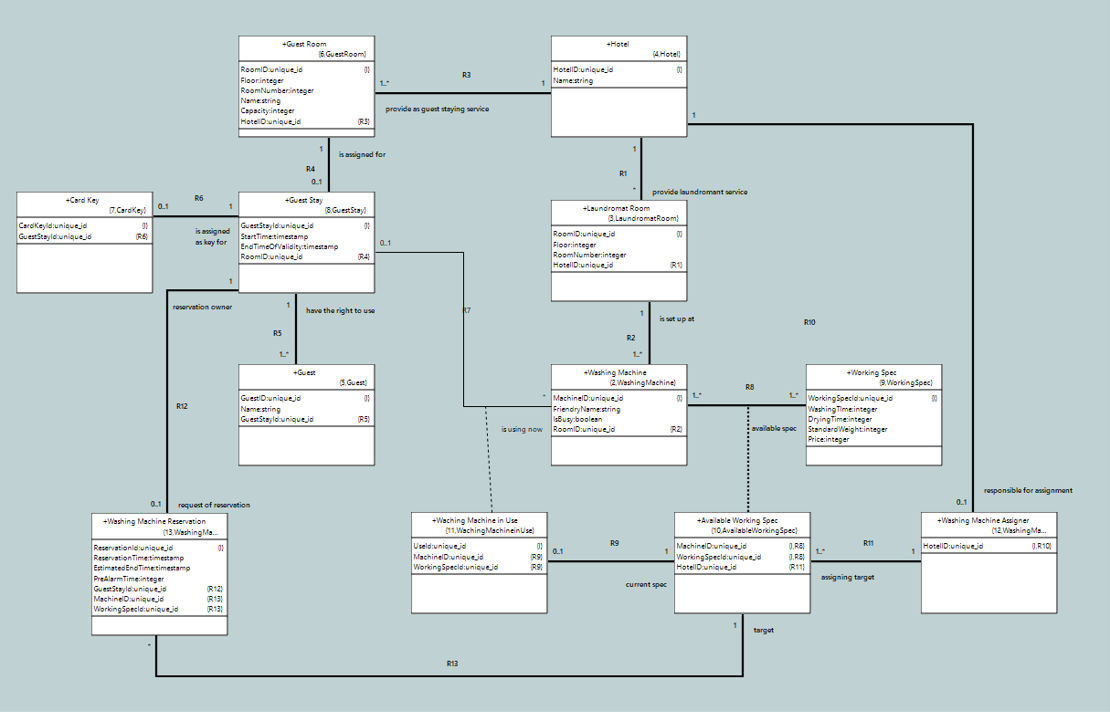 +Guest Room
{6,GuestRoom}
RoomID:unique_id {I}
Floor:integer
RoomNumber:integer
Name:string
Capacity:integer
HotelID:unique_id {R3}
+Hotel
{4,Hotel}
HotelID:unique_id {I}
Name:string
1..* R3 1
provide as guest staying service
1
1
is assigned for
R4
0..1
1
R1
*
provide laundromant service
+Card Key
{7,CardKey}
CardKeyId:unique_id {I}
GuestStayId:unique_id {R6}
0..1 R6 1
is assigned
as key for
+Guest Stay
{8,GuestStay}
GuestStayId:unique_id {I}
StartTime:timestamp
EndTimeOfValidity:timestamp
RoomID:unique_id {R4}
0..1
+Laundromat Room
{3,LaundromatRoom}
RoomID:unique_id {I}
Floor:integer
RoomNumber:integer
HotelID:unique_id {R1}
1
reservation owner
1
have the right to use
R5
1..*
R7
1
is set up at
R2
1..*
R10
+Guest
{5,Guest}
GuestID:unique_id {I}
Name:string
GuestStayId:unique_id {R5}
R12
*
is using now
+Washing Machine
{2,WashingMachine}
MachineID:unique_id {I}
FriendryName:string
IsBusy:boolean
RoomID:unique_id {R2}
1..* R8 1..*
available spec
+Working Spec
{9,WorkingSpec}
WorkingSpecId:unique_id {I}
WashingTime:integer
DryingTime:integer
StandardWeight:integer
Price:integer
0..1
request of reservation
0..1
responsible for assignment
+Washing Machine Reservation
{13,WashingMa...
ReservationId:unique_id {I}
ReservationTime:timestamp
EstimatedEndTime:timestamp
PreAlarmTime:integer
GuestStayId:unique_id {R12}
MachineID:unique_id {R13}
WorkingSpecId:unique_id {R13}
+Waching Machine in Use
{11,WachingMachineinUse}
UseId:unique_id {I}
MachineID:unique_id {R9}
WorkingSpecId:unique_id {R9}
0..1 R9 1
current spec
+Available Working Spec
{10,AvailableWorkingSpec}
MachineID:unique_id {I,R8}
WorkingSpecId:unique_id {I,R8}
HotelID:unique_id {R11}
1..* R11 1
assigning target
+Washing Machine Assigner
{12,WashingMa...
HotelID:unique_id {I,R10}
1
target
*
R13